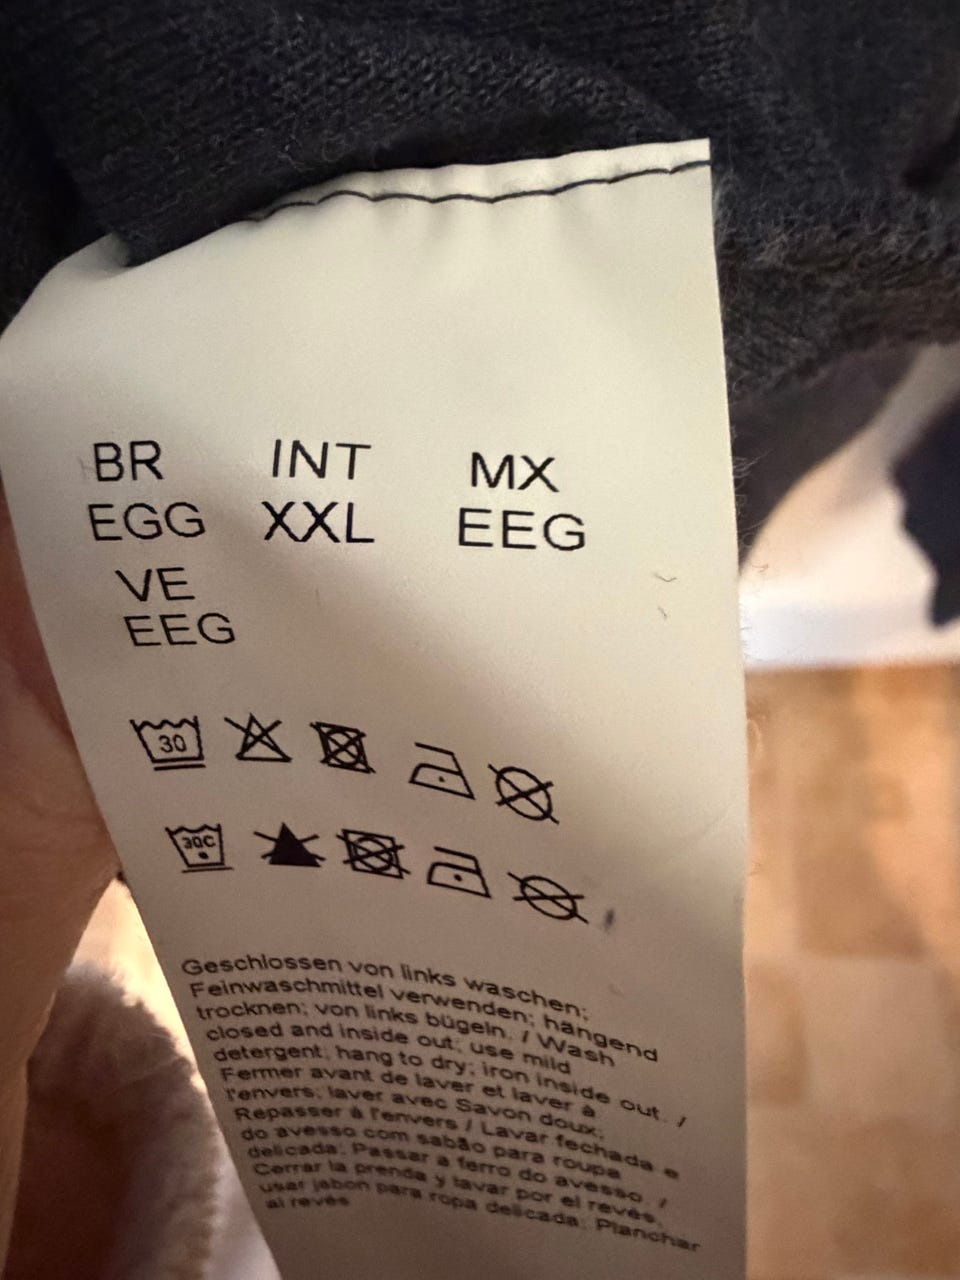 BR INT MX
EGG XXL EEG
VE
EEG
30
30C
Geschlossen von links waschen;
Feinwaschmittel verwenden; hängend
trocknen; von links bügeln. / Wash
closed and inside out; use mild
detergent; hang to dry; iron inside out. /
Fermer avant de laver et laver à
l'envers; laver avec Savon doux;
Repasser à l'envers / Lavar fechada e
do avesso com sabão para roupa
delicada; Passar a ferro do avesso. /
Cerrar la prenda y lavar por el revés,
usar jabon para ropa delicada; Planchar
al revés